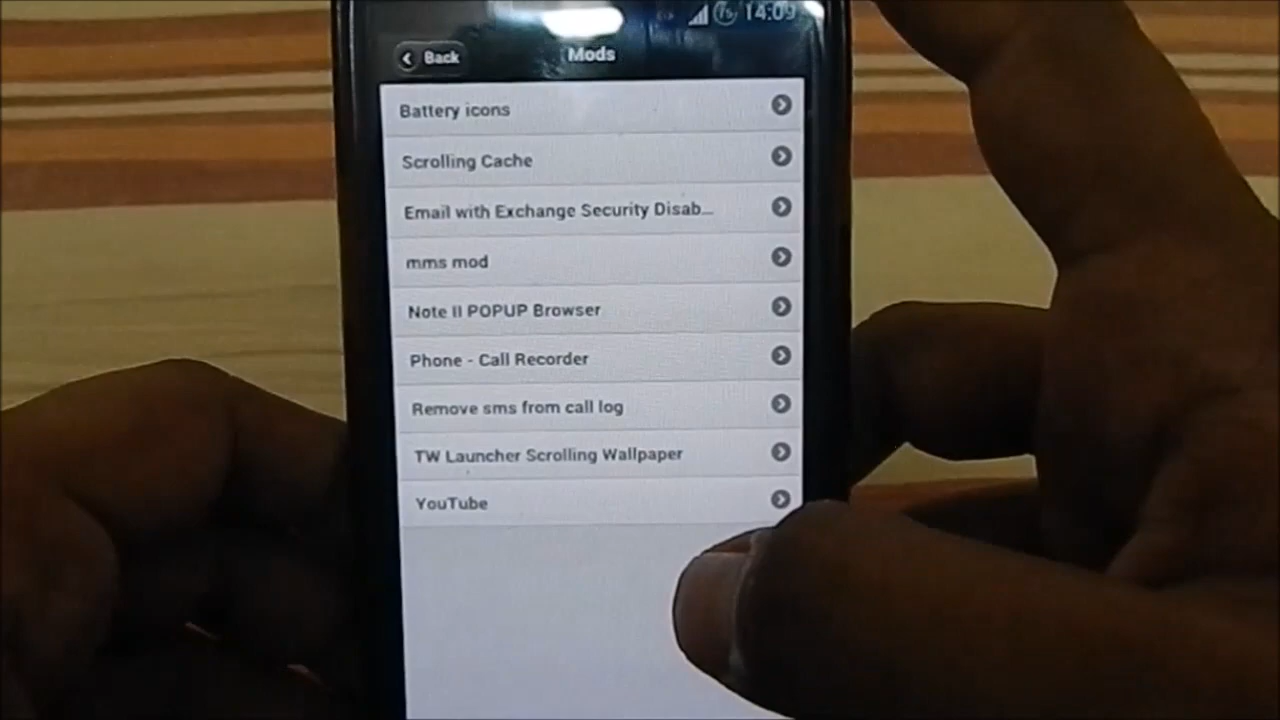 14:09
Back
Mods
Battery icons
Scrolling Cache
Email with Exchange Security Disab...
mms mod
Note II POPUP Browser
Phone - Call Recorder
Remove sms from call log
TW Launcher Scrolling Wallpaper
YouTube